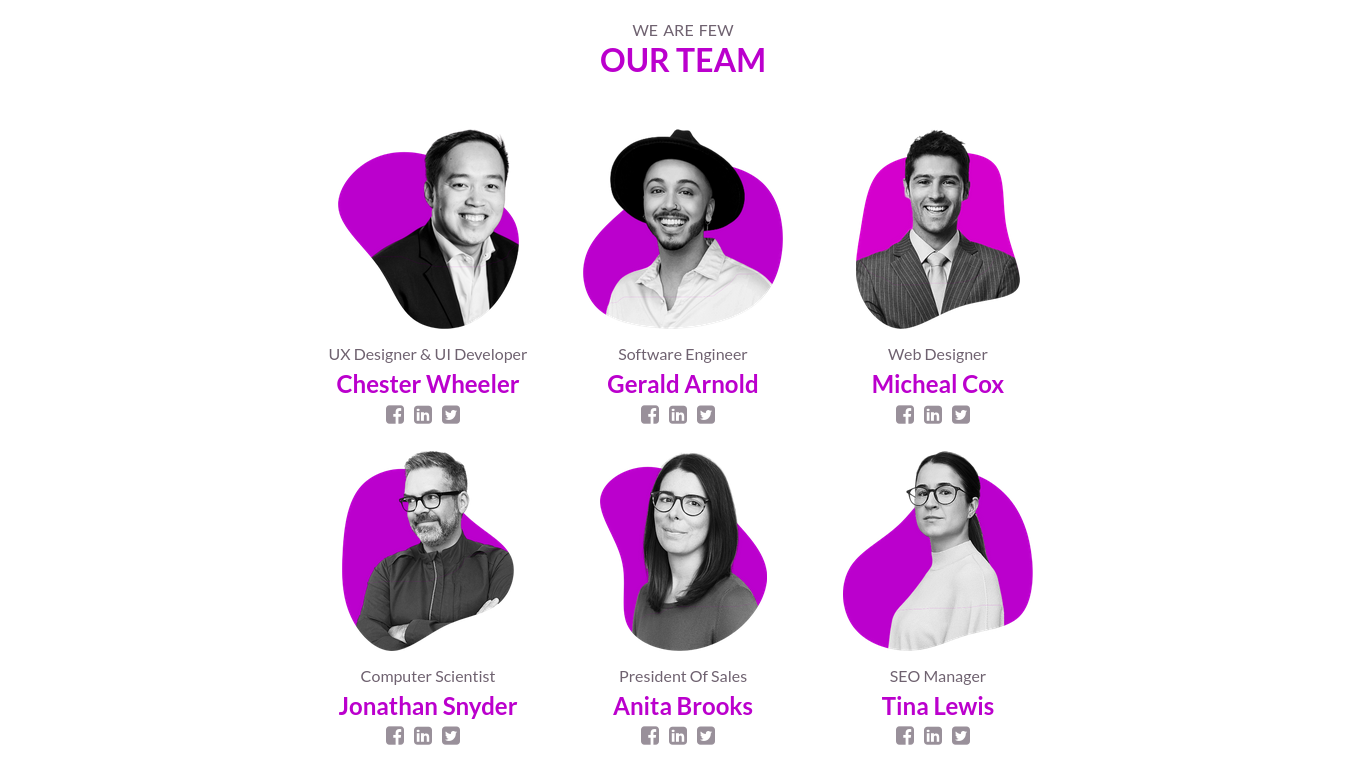 WE ARE FEW
OUR TEAM
UX Designer & UI Developer
Chester Wheeler
Software Engineer
Gerald Arnold
Web Designer
Micheal Cox
Computer Scientist
Jonathan Snyder
President Of Sales
Anita Brooks
SEO Manager
Tina Lewis